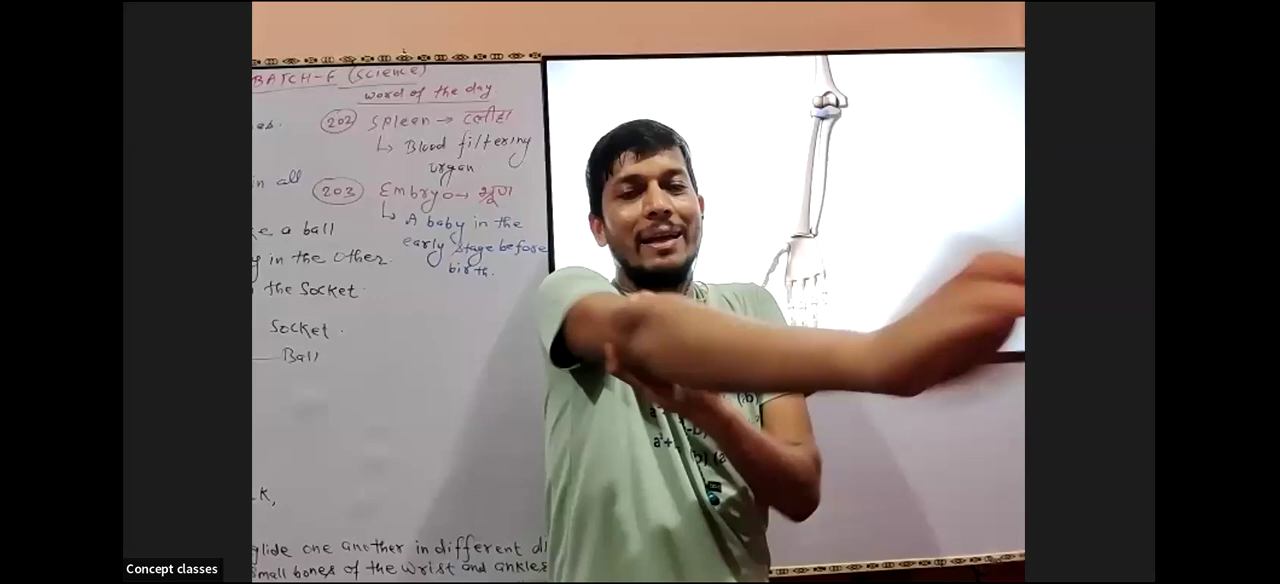 BATCH-E (Science)
word of the day
202 Spleen → प्लीहा
↳ Blood filtering
organ
in all
203 Embryo → भ्रूण
↳ A baby in the
early stage before
birth.
a ball
in the other.
the Socket.
Socket.
Ball
k,
glide one another in different
small bones of the wrist and ankles
Concept classes